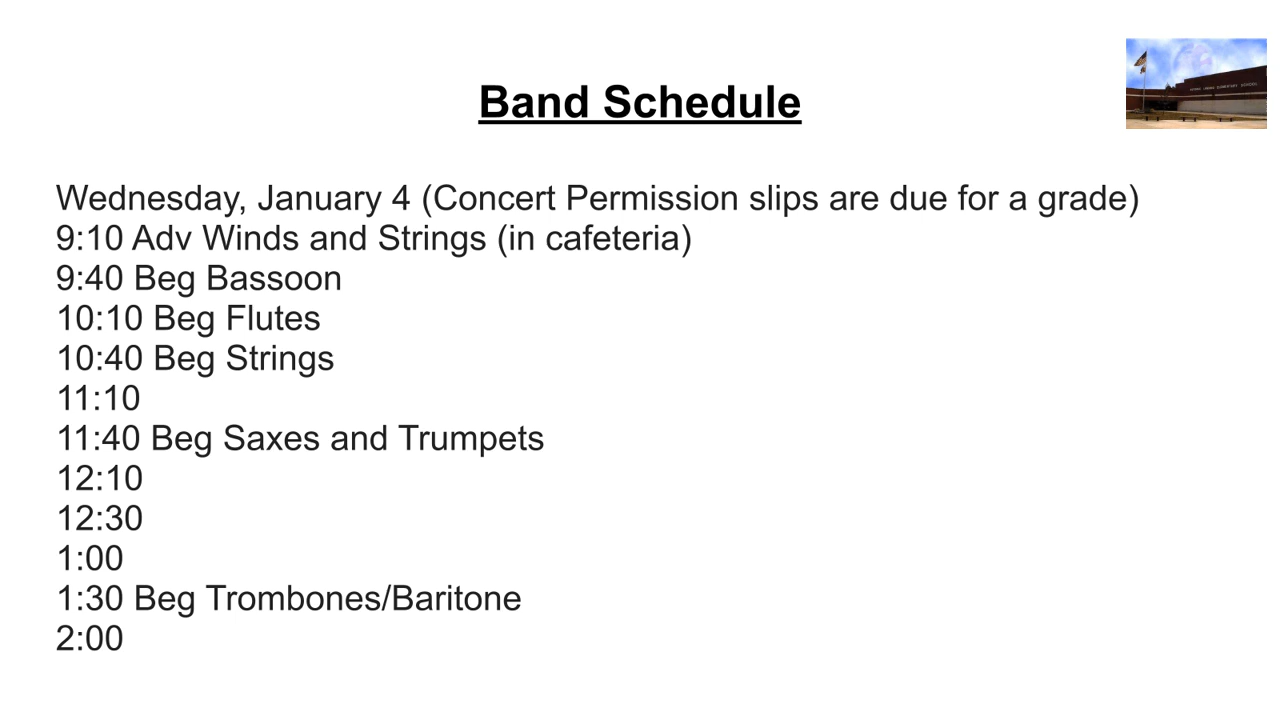 Band Schedule
Wednesday, January 4 (Concert Permission slips are due for a grade)
9:10 Adv Winds and Strings (in cafeteria)
9:40 Beg Bassoon
10:10 Beg Flutes
10:40 Beg Strings
11:10
11:40 Beg Saxes and Trumpets
12:10
12:30
1:00
1:30 Beg Trombones/Baritone
2:00